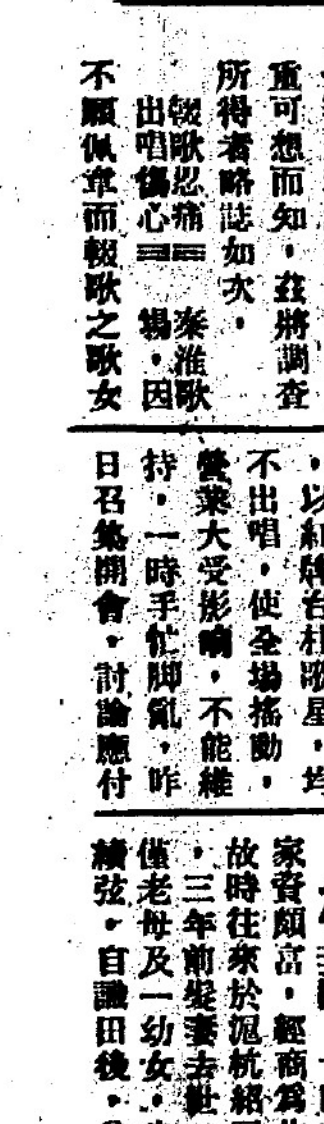 重可想而知。茲將調查
所得者略誌如次。
輟歌忍痛
出唱傷心
秦淮歌
場。因
不願佩章而輟歌之歌女
。以紅牌台柱歌星。均
不出唱。使全場搖動。
營業大受影響。不能維
持。一時手忙脚亂。昨
日召集開會。討論應付
家資頗富。經商爲
故時往來於滬杭紹
。三年前髮妻去世
僅老母及一幼女。
續弦。自識田後。